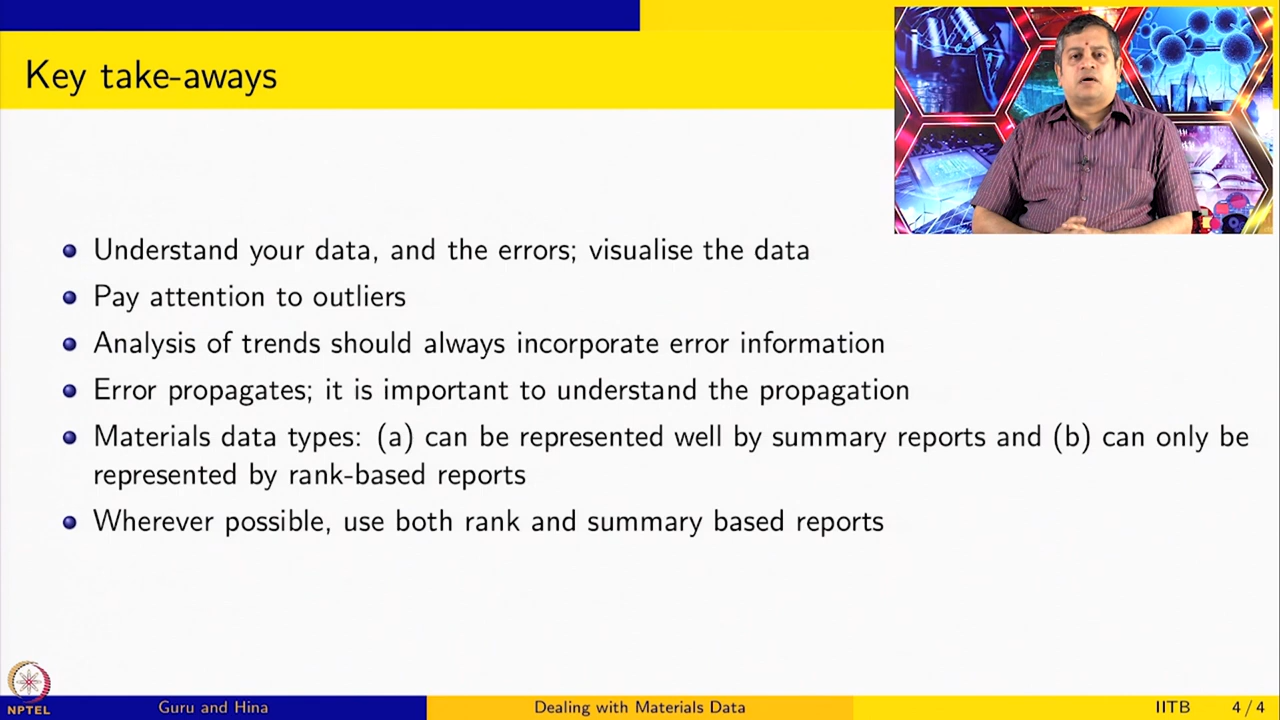 Key take-aways
Understand your data, and the errors; visualise the data
Pay attention to outliers
Analysis of trends should always incorporate error information
Error propagates; it is important to understand the propagation
Materials data types: (a) can be represented well by summary reports and (b) can only be
represented by rank-based reports
Wherever possible, use both rank and summary based reports
NPTEL
Guru and Hina
Dealing with Materials Data
IITB
4 / 4